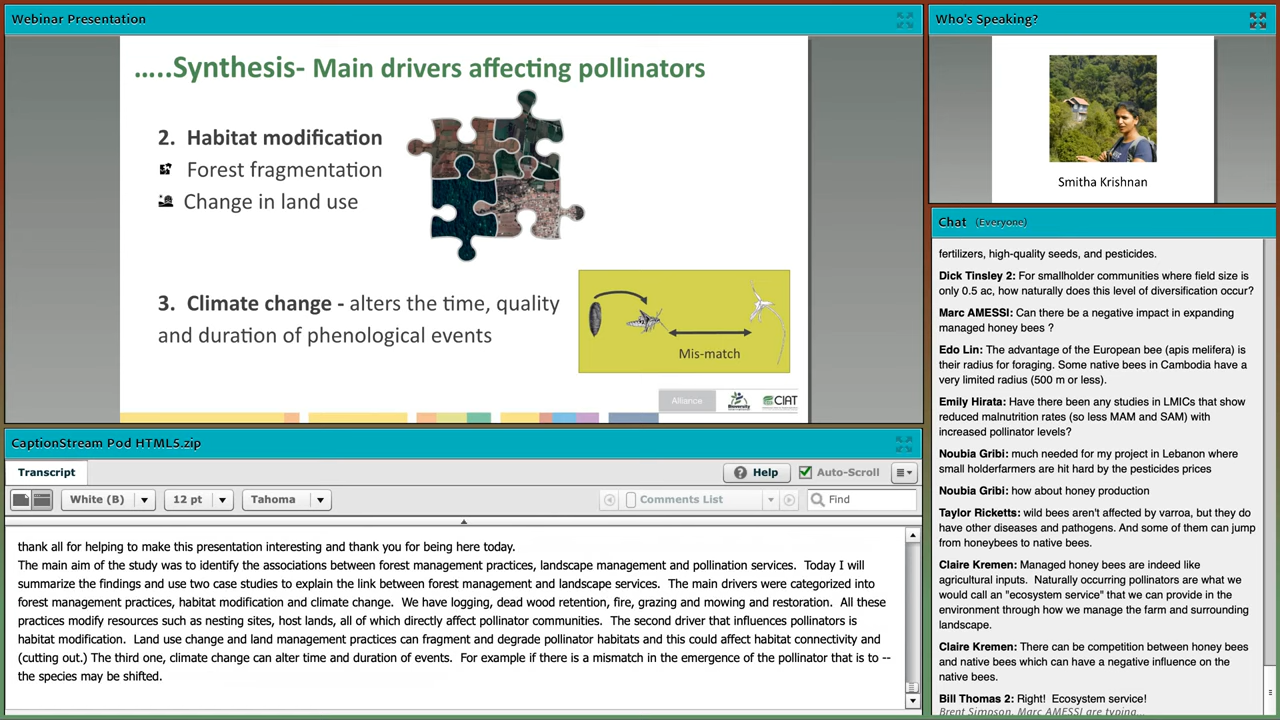 Webinar Presentation
…..Synthesis- Main drivers affecting pollinators
2. Habitat modification
Forest fragmentation
Change in land use
3. Climate change - alters the time, quality
and duration of phenological events
Mis-match
Alliance
Bioversity
CIAT
Who's Speaking?
Smitha Krishnan
Chat (Everyone)
fertilizers, high-quality seeds, and pesticides.
Dick Tinsley 2: For smallholder communities where field size is
only 0.5 ac, how naturally does this level of diversification occur?
Marc AMESSI: Can there be a negative impact in expanding
managed honey bees ?
Edo Lin: The advantage of the European bee (apis melifera) is
their radius for foraging. Some native bees in Cambodia have a
very limited radius (500 m or less).
Emily Hirata: Have there been any studies in LMICs that show
reduced malnutrition rates (so less MAM and SAM) with
increased pollinator levels?
Noubia Gribi: much needed for my project in Lebanon where
small holderfarmers are hit hard by the pesticides prices
Noubia Gribi: how about honey production
Taylor Ricketts: wild bees aren't affected by varroa, but they do
have other diseases and pathogens. And some of them can jump
from honeybees to native bees.
Claire Kremen: Managed honey bees are indeed like
agricultural inputs. Naturally occurring pollinators are what we
would call an "ecosystem service" that we can provide in the
environment through how we manage the farm and surrounding
landscape.
Claire Kremen: There can be competition between honey bees
and native bees which can have a negative influence on the
native bees.
Bill Thomas 2: Right! Ecosystem service!
Brent Simpson, Marc AMESSI are typing...
CaptionStream Pod HTML5.zip
Transcript
Help
Auto-Scroll
White (B)
12 pt
Tahoma
Comments List
Find
thank all for helping to make this presentation interesting and thank you for being here today.
The main aim of the study was to identify the associations between forest management practices, landscape management and pollination services. Today I will
summarize the findings and use two case studies to explain the link between forest management and landscape services. The main drivers were categorized into
forest management practices, habitat modification and climate change. We have logging, dead wood retention, fire, grazing and mowing and restoration. All these
practices modify resources such as nesting sites, host lands, all of which directly affect pollinator communities. The second driver that influences pollinators is
habitat modification. Land use change and land management practices can fragment and degrade pollinator habitats and this could affect habitat connectivity and
(cutting out.) The third one, climate change can alter time and duration of events. For example if there is a mismatch in the emergence of the pollinator that is to --
the species may be shifted.